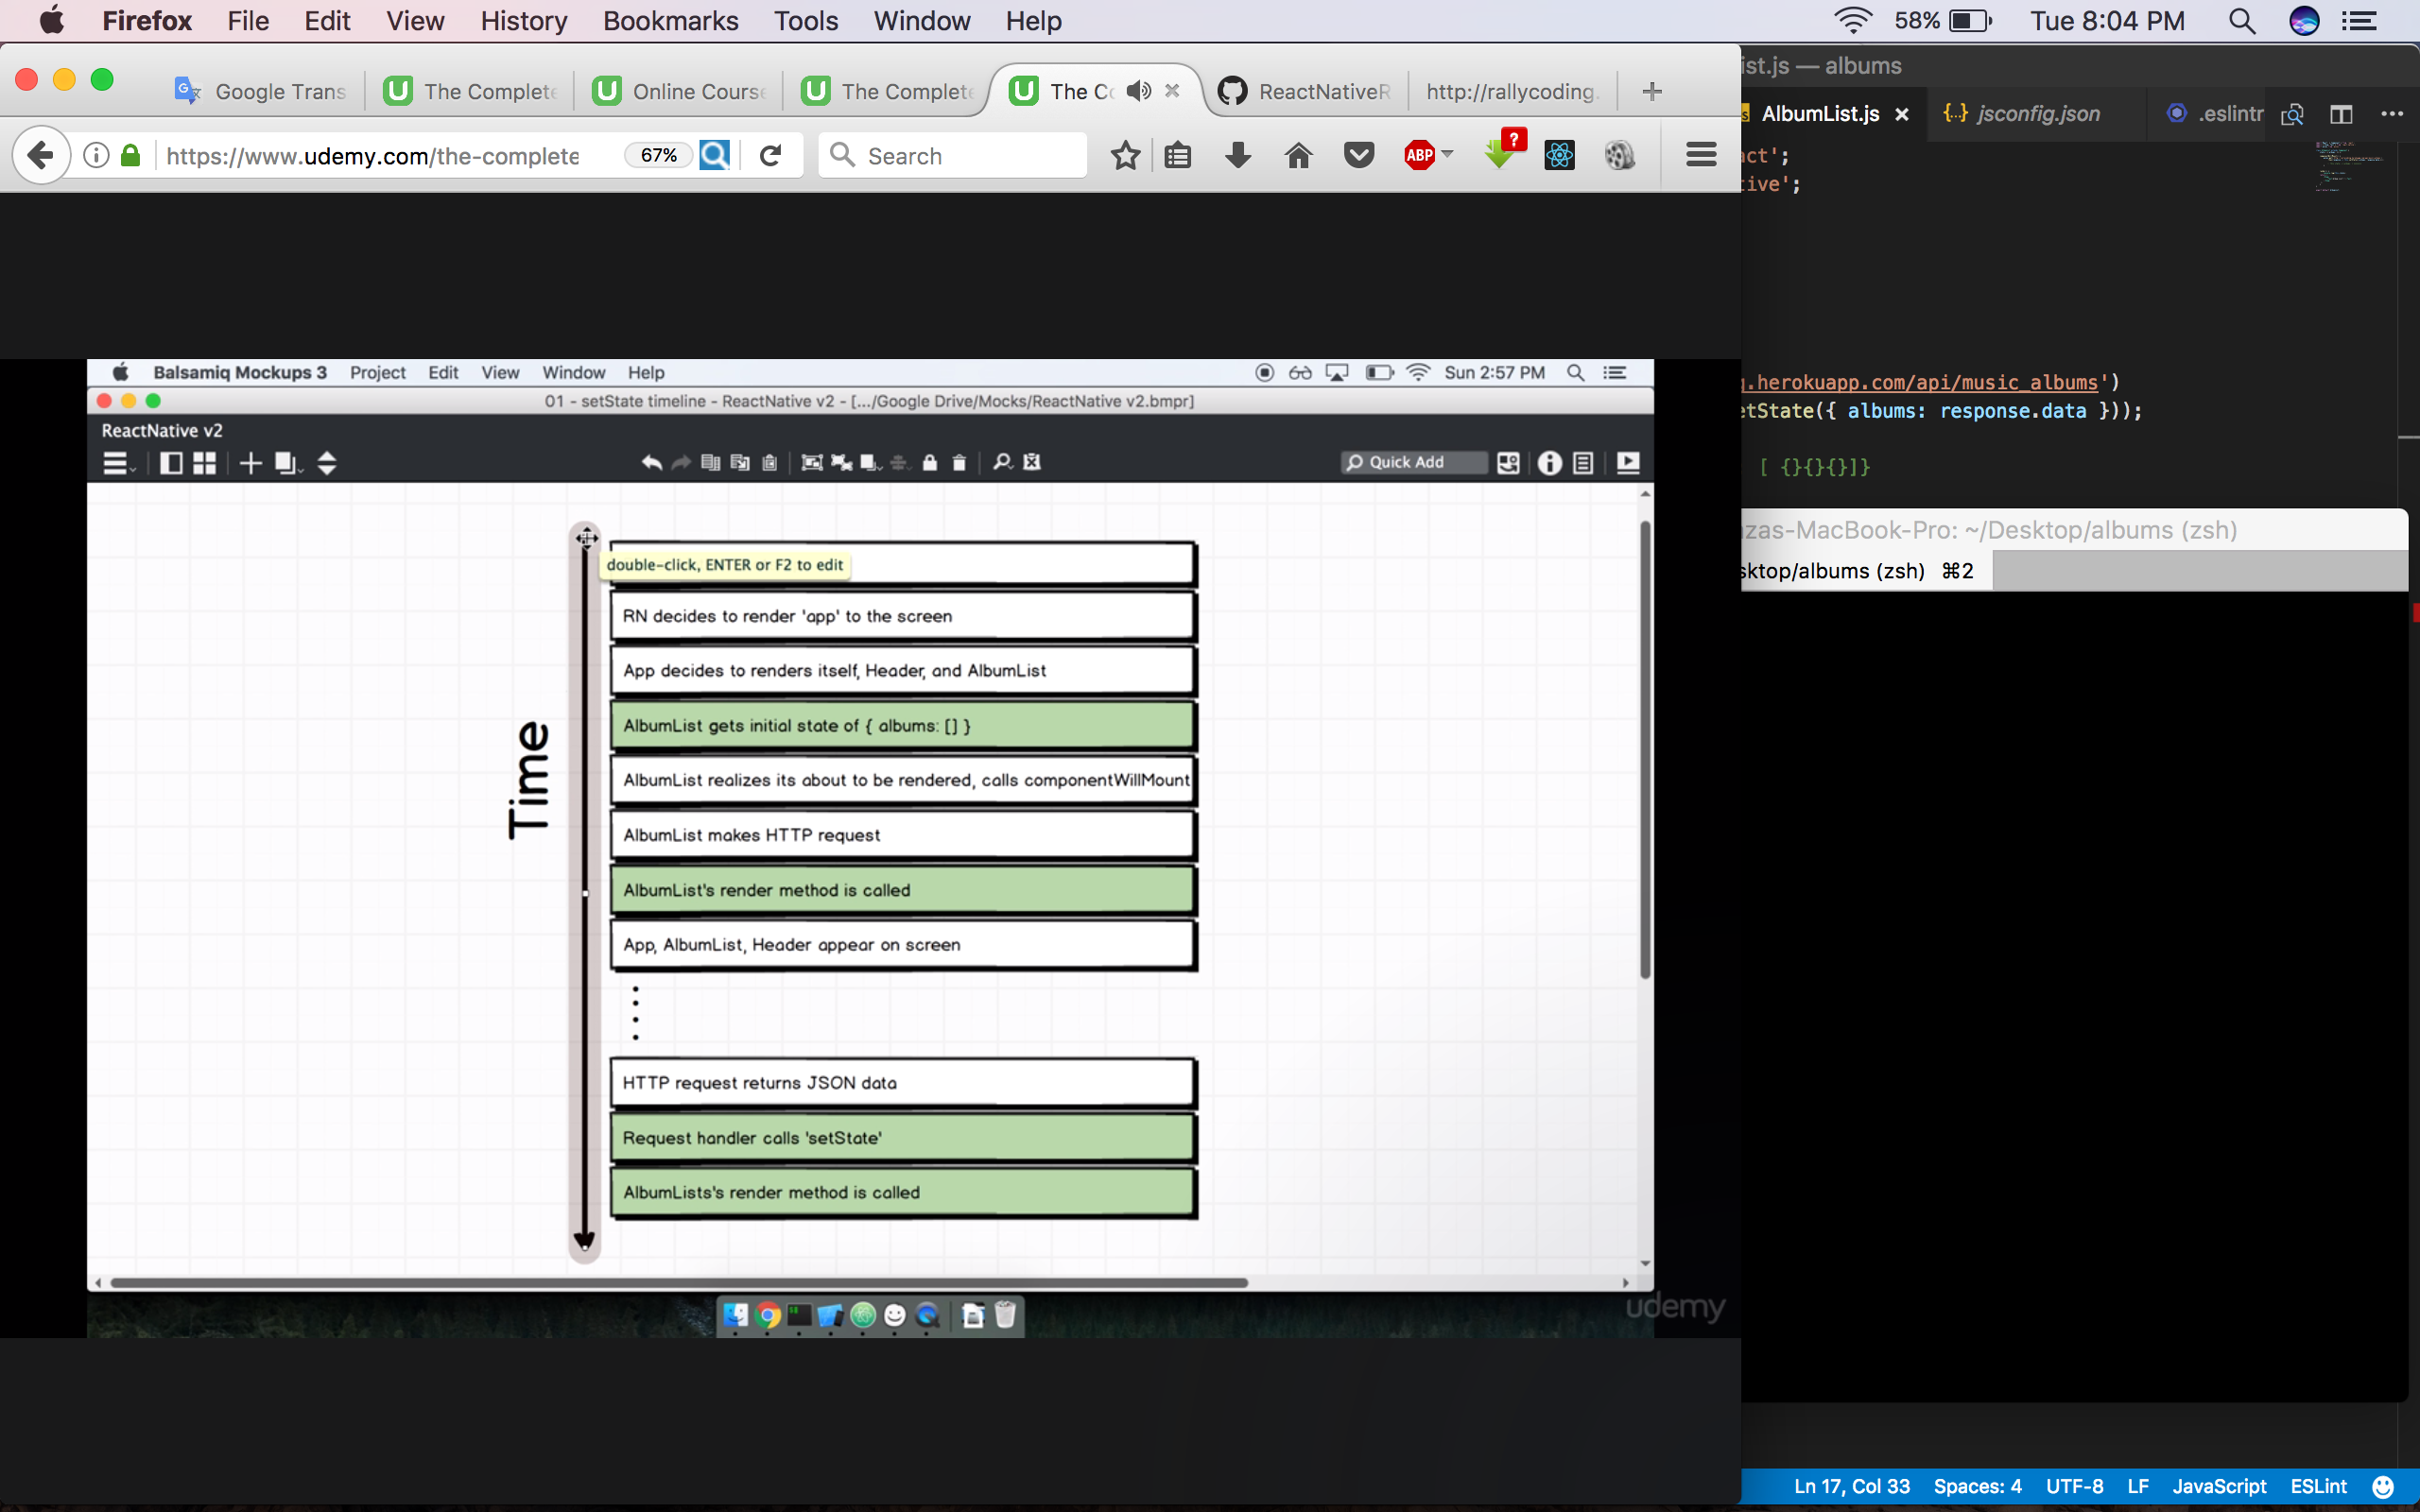 Firefox File Edit View History Bookmarks Tools Window Help 58% Tue 8:04 PM
Google Trans The Complete Online Cours The Complete The Co ReactNativeR http://rallycoding.
https://www.udemy.com/the-complete 67% Search ABP ?
Balsamiq Mockups 3 Project Edit View Window Help Sun 2:57 PM
01 - setState timeline - ReactNative v2 - [.../Google Drive/Mocks/ReactNative v2.bmpr]
ReactNative v2
Quick Add
double-click, ENTER or F2 to edit
RN decides to render 'app' to the screen
App decides to renders itself, Header, and AlbumList
AlbumList gets initial state of { albums: [] }
AlbumList realizes its about to be rendered, calls componentWillMount
AlbumList makes HTTP request
AlbumList's render method is called
App, AlbumList, Header appear on screen
HTTP request returns JSON data
Request handler calls 'setState'
AlbumLists's render method is called
Time
udemy
ist.js — albums
AlbumList.js {..} jsconfig.json .eslintr
act';
tive';
g.herokuapp.com/api/music_albums')
etState({ albums: response.data }));
[ {}{}{}]}
zas-MacBook-Pro: ~/Desktop/albums (zsh)
sktop/albums (zsh) ⌘2
Ln 17, Col 33 Spaces: 4 UTF-8 LF JavaScript ESLint